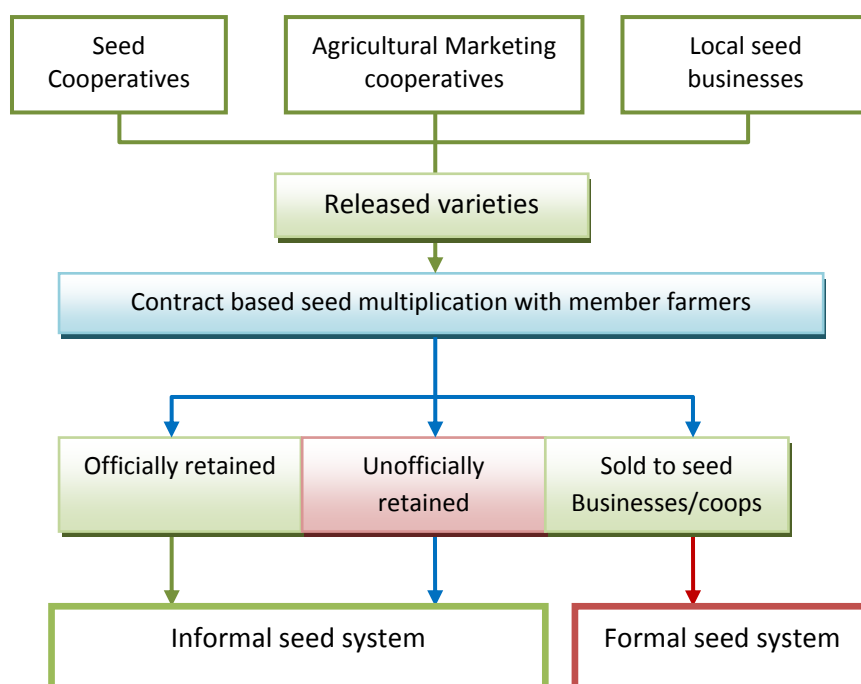 Seed
Cooperatives
Agricultural Marketing
cooperatives
Local seed
businesses
Released varieties
Contract based seed multiplication with member farmers
Officially retained
Unofficially
retained
Sold to seed
Businesses/coops
Informal seed system
Formal seed system